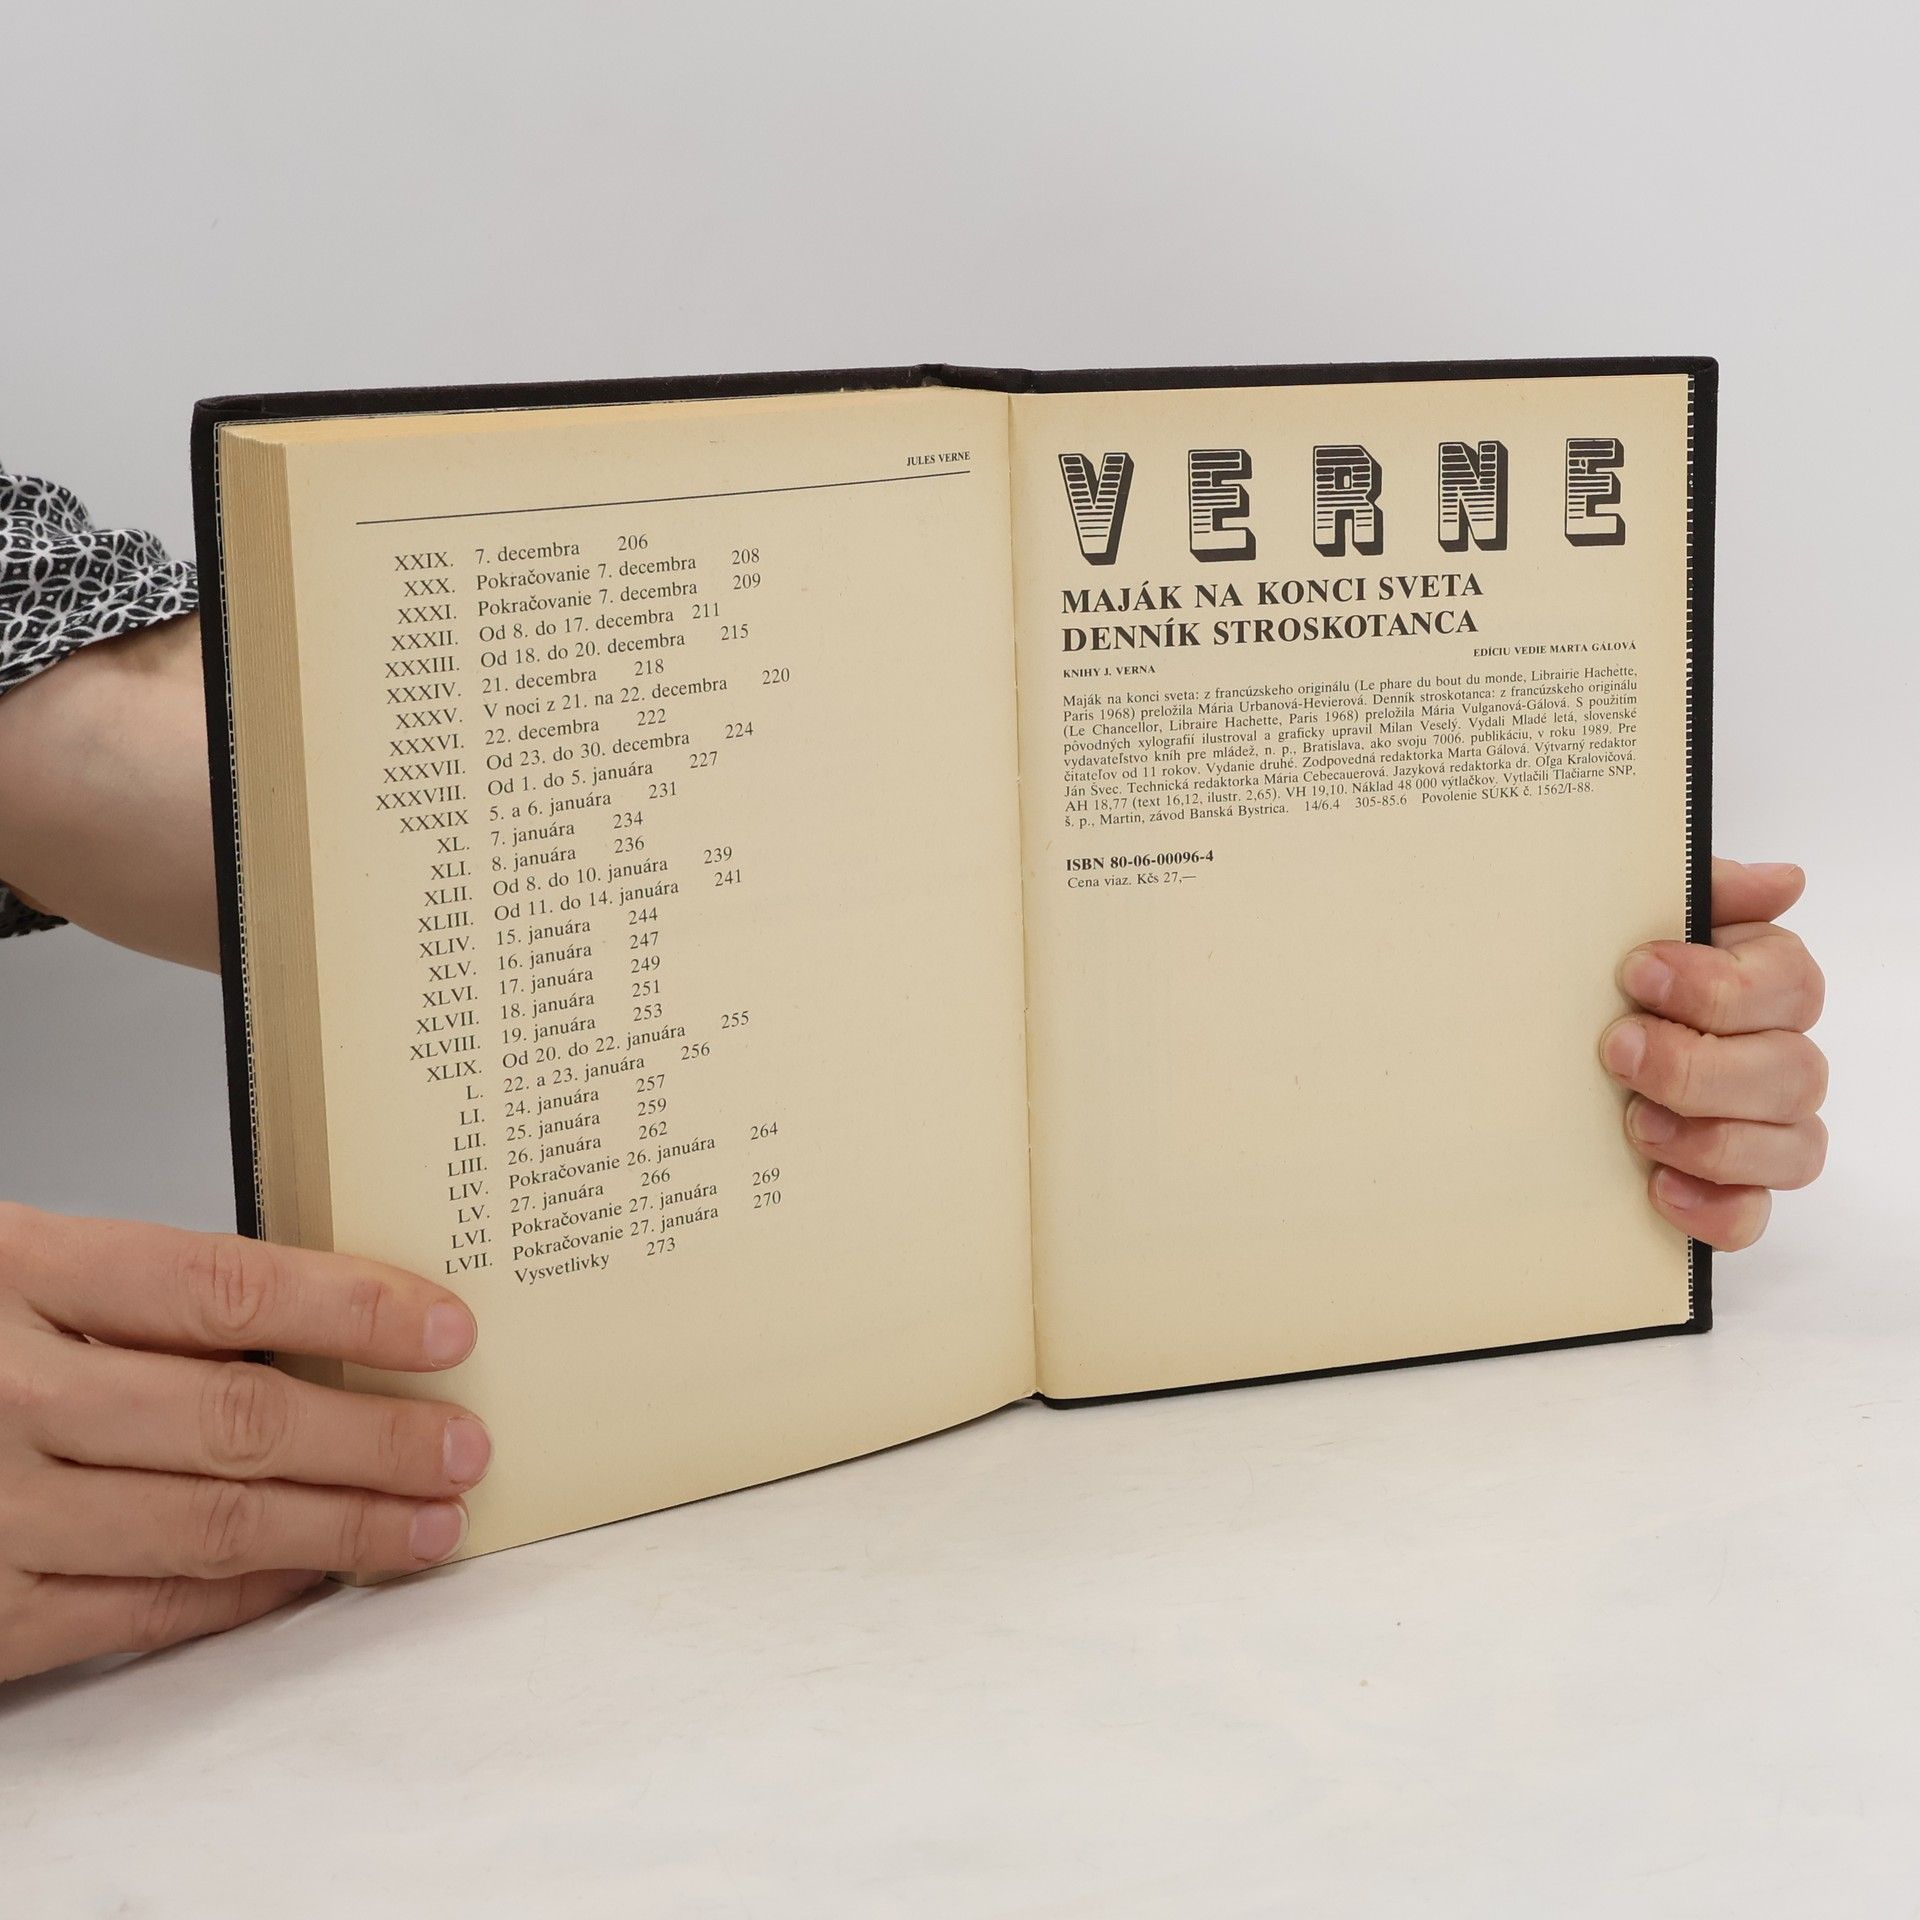 JULES VERNE
XXIX. 7. decembra 206
XXX. Pokračovanie 7. decembra 208
XXXI. Pokračovanie 7. decembra 209
XXXII. Od 8. do 17. decembra 211
XXXIII. Od 18. do 20. decembra 215
XXXIV. 21. decembra 218
XXXV. V noci z 21. na 22. decembra 220
XXXVI. 22. decembra 222
XXXVII. Od 23. do 30. decembra 224
XXXVIII. Od 1. do 5. januára 227
XXXIX 5. a 6. januára 231
XL. 7. januára 234
XLI. 8. januára 236
XLII. Od 8. do 10. januára 239
XLIII. Od 11. do 14. januára 241
XLIV. 15. januára 244
XLV. 16. januára 247
XLVI. 17. januára 249
XLVII. 18. januára 251
XLVIII. 19. januára 253
XLIX. Od 20. do 22. januára 255
L. 22. a 23. januára 256
LI. 24. januára 257
LII. 25. januára 259
LIII. 26. januára 262
LIV. Pokračovanie 26. januára 264
LV. 27. januára 266
LVI. Pokračovanie 27. januára 269
LVII. Pokračovanie 27. januára 270
Vysvetlivky 273
VERNE
MAJÁK NA KONCI SVETA
DENNÍK STROSKOTANCA
KNIHY J. VERNA EDÍCIU VEDIE MARTA GÁLOVÁ
Maják na konci sveta: z francúzskeho originálu (Le phare du bout du monde, Librairie Hachette,
Paris 1968) preložila Mária Urbanová-Hevierová. Denník stroskotanca: z francúzskeho originálu
(Le Chancellor, Libraire Hachette, Paris 1968) preložila Mária Vulganová-Gálová. S použitím
pôvodných xylografií ilustroval a graficky upravil Milan Veselý. Vydali Mladé letá, slovenské
vydavateľstvo kníh pre mládež, n. p., Bratislava, ako svoju 7006. publikáciu, v roku 1989. Pre
čitateľov od 11 rokov. Vydanie druhé. Zodpovedná redaktorka Marta Gálová. Výtvarný redaktor
Ján Švec. Technická redaktorka Mária Cebecauerová. Jazyková redaktorka dr. Oľga Kralovičová.
AH 18,77 (text 16,12, ilustr. 2,65). VH 19,10. Náklad 48 000 výtlačkov. Vytlačili Tlačiarne SNP,
š. p., Martin, závod Banská Bystrica. 14/6.4 305-85.6 Povolenie SÚKK č. 1562/I-88.
ISBN 80-06-00096-4
Cena viaz. Kčs 27,—